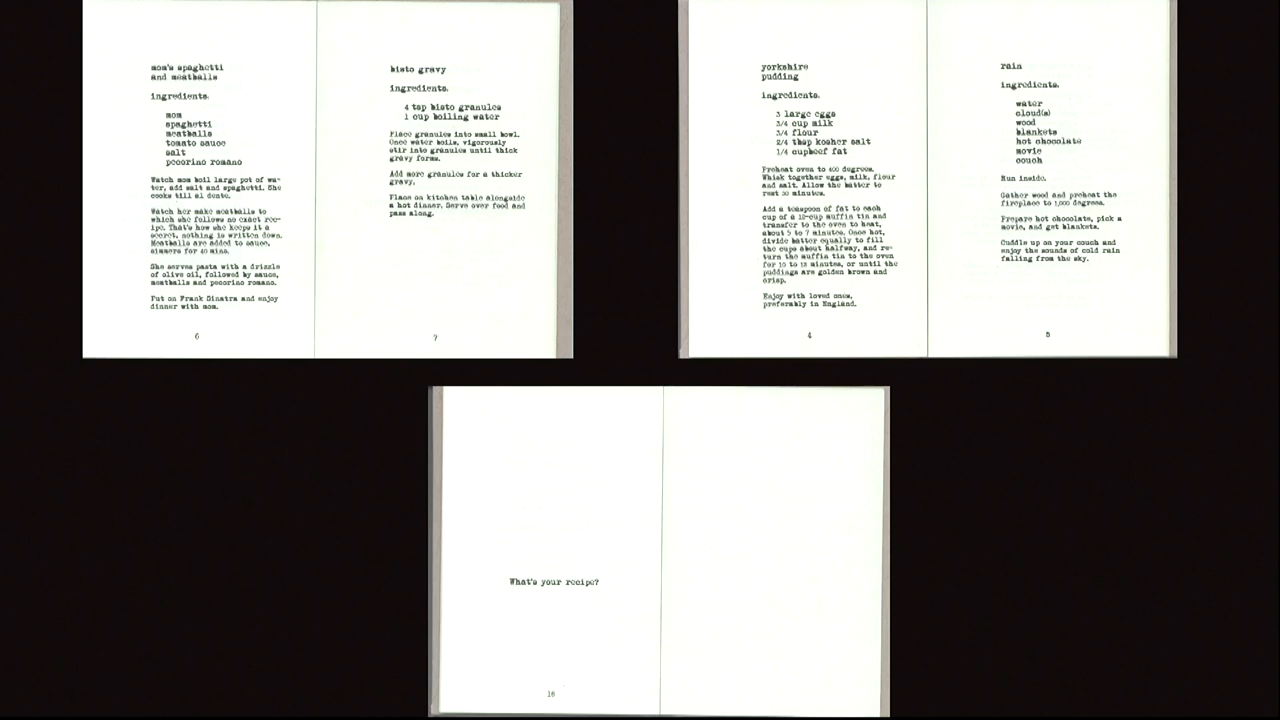 mom's spaghetti
and meatballs
ingredients.
mom
spaghetti
meatballs
tomato sauce
salt
pecorino romano
Watch mom boil large pot of wa-
ter, add salt and spaghetti. She
cooks till al dente.
Watch her make meatballs to
which she follows no exact rec-
ipe. That's how she keeps it a
secret, nothing is written down.
Meatballs are added to sauce,
simmers for 40 mins.
She serves pasta with a drizzle
of olive oil, followed by sauce,
meatballs and pecorino romano.
Put on Frank Sinatra and enjoy
dinner with mom.
6
bisto gravy
ingredients.
4 tsp bisto granules
1 cup boiling water
Place granules into small bowl.
Once water boils, vigorously
stir into granules until thick
gravy forms.
Add more granules for a thicker
gravy.
Place on kitchen table alongside
a hot dinner. Serve over food and
pass along.
7
yorkshire
pudding
ingredients.
3 large eggs
3/4 cup milk
3/4 flour
2/4 tbsp kosher salt
1/4 cupbeef fat
Preheat oven to 400 degrees.
Whisk together eggs, milk, flour
and salt. Allow the batter to
rest 30 minutes.
Add a teaspoon of fat to each
cup of a 12-cup muffin tin and
transfer to the oven to heat,
about 5 to 7 minutes. Once hot,
divide batter equally to fill
the cups about halfway, and re-
turn the muffin tin to the oven
for 10 to 12 minutes, or until the
puddings are golden brown and
crisp.
Enjoy with loved ones,
preferably in England.
4
rain
ingredients.
water
cloud(s)
wood
blankets
hot chocolate
movie
couch
Run inside.
Gather wood and preheat the
fireplace to 1,000 degrees.
Prepare hot chocolate, pick a
movie, and get blankets.
Cuddle up on your couch and
enjoy the sounds of cold rain
falling from the sky.
5
What's your recipe?
16